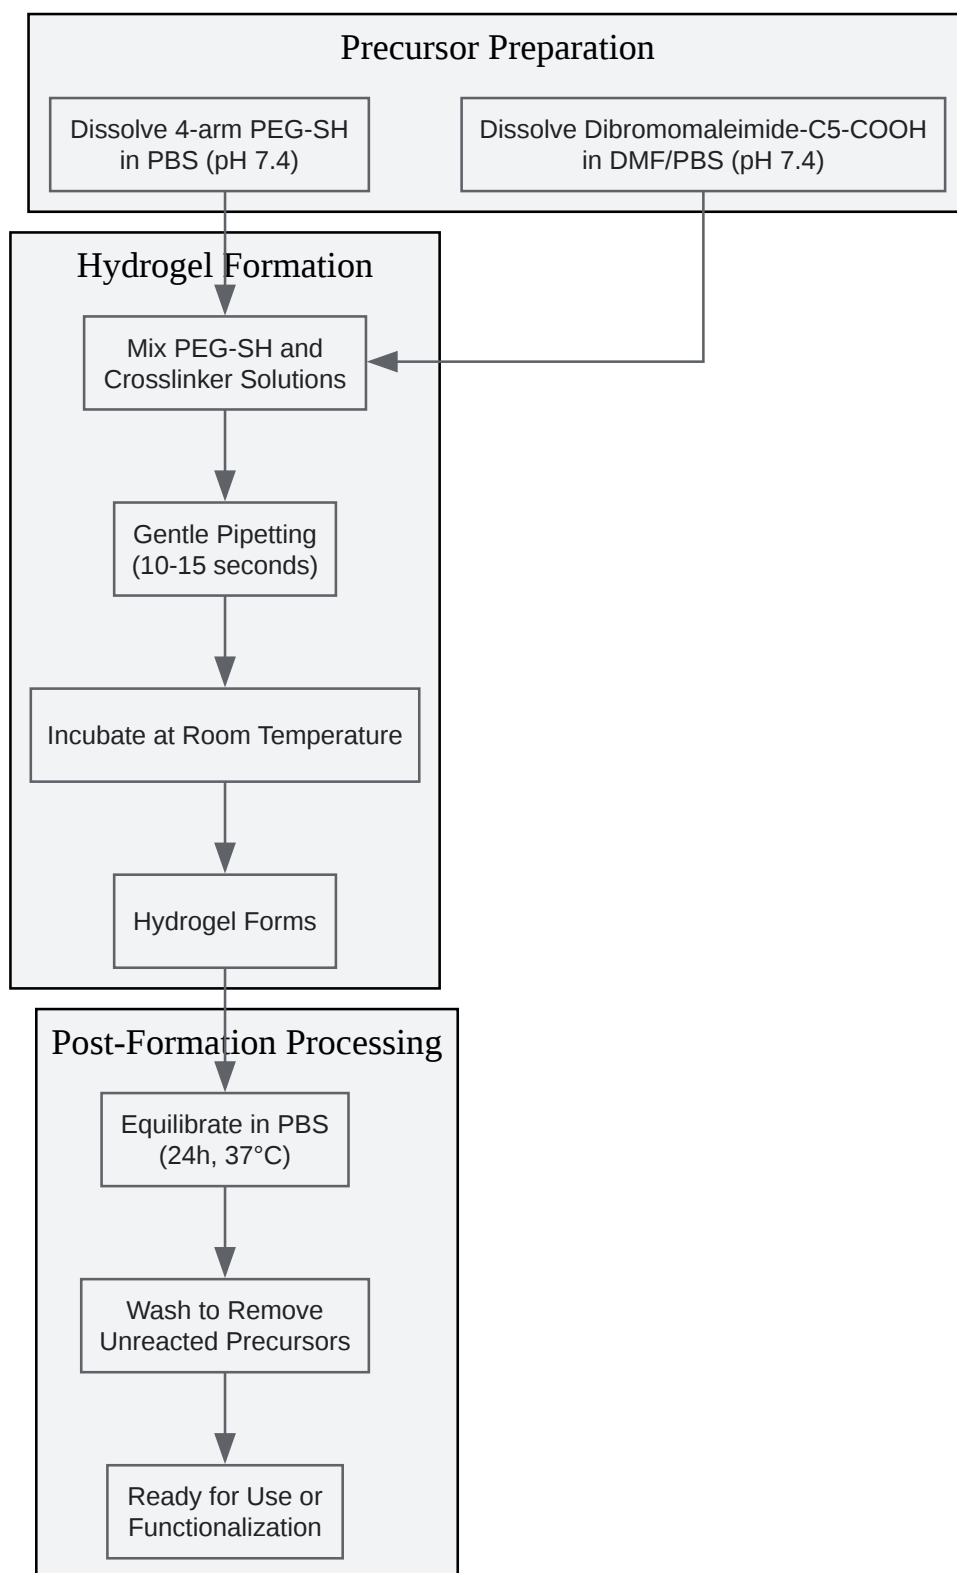 Precursor Preparation
Dissolve 4-arm PEG-SH
in PBS (pH 7.4)
Dissolve Dibromomaleimide-C5-COOH
in DMF/PBS (pH 7.4)
Hydrogel Formation
Mix PEG-SH and
Crosslinker Solutions
Gentle Pipetting
(10-15 seconds)
Incubate at Room Temperature
Hydrogel Forms
Post-Formation Processing
Equilibrate in PBS
(24h, 37°C)
Wash to Remove
Unreacted Precursors
Ready for Use or
Functionalization